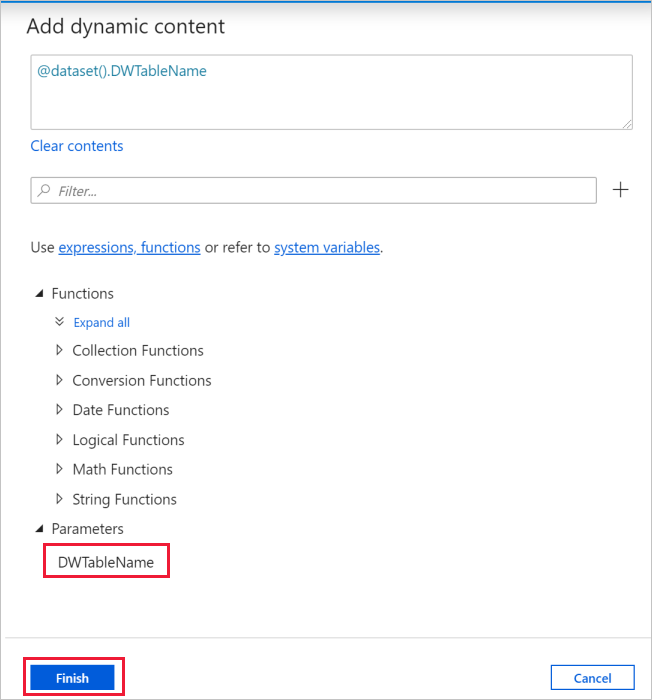 Add dynamic content
@dataset().DWTableName
Clear contents
Filter...
Use expressions, functions or refer to system variables.
Functions
Expand all
Collection Functions
Conversion Functions
Date Functions
Logical Functions
Math Functions
String Functions
Parameters
DWTableName
Finish
Cancel